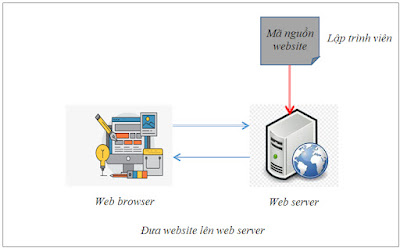 Mã nguồn
website
Lập trình viên
Web browser
Web server
Đưa website lên web server